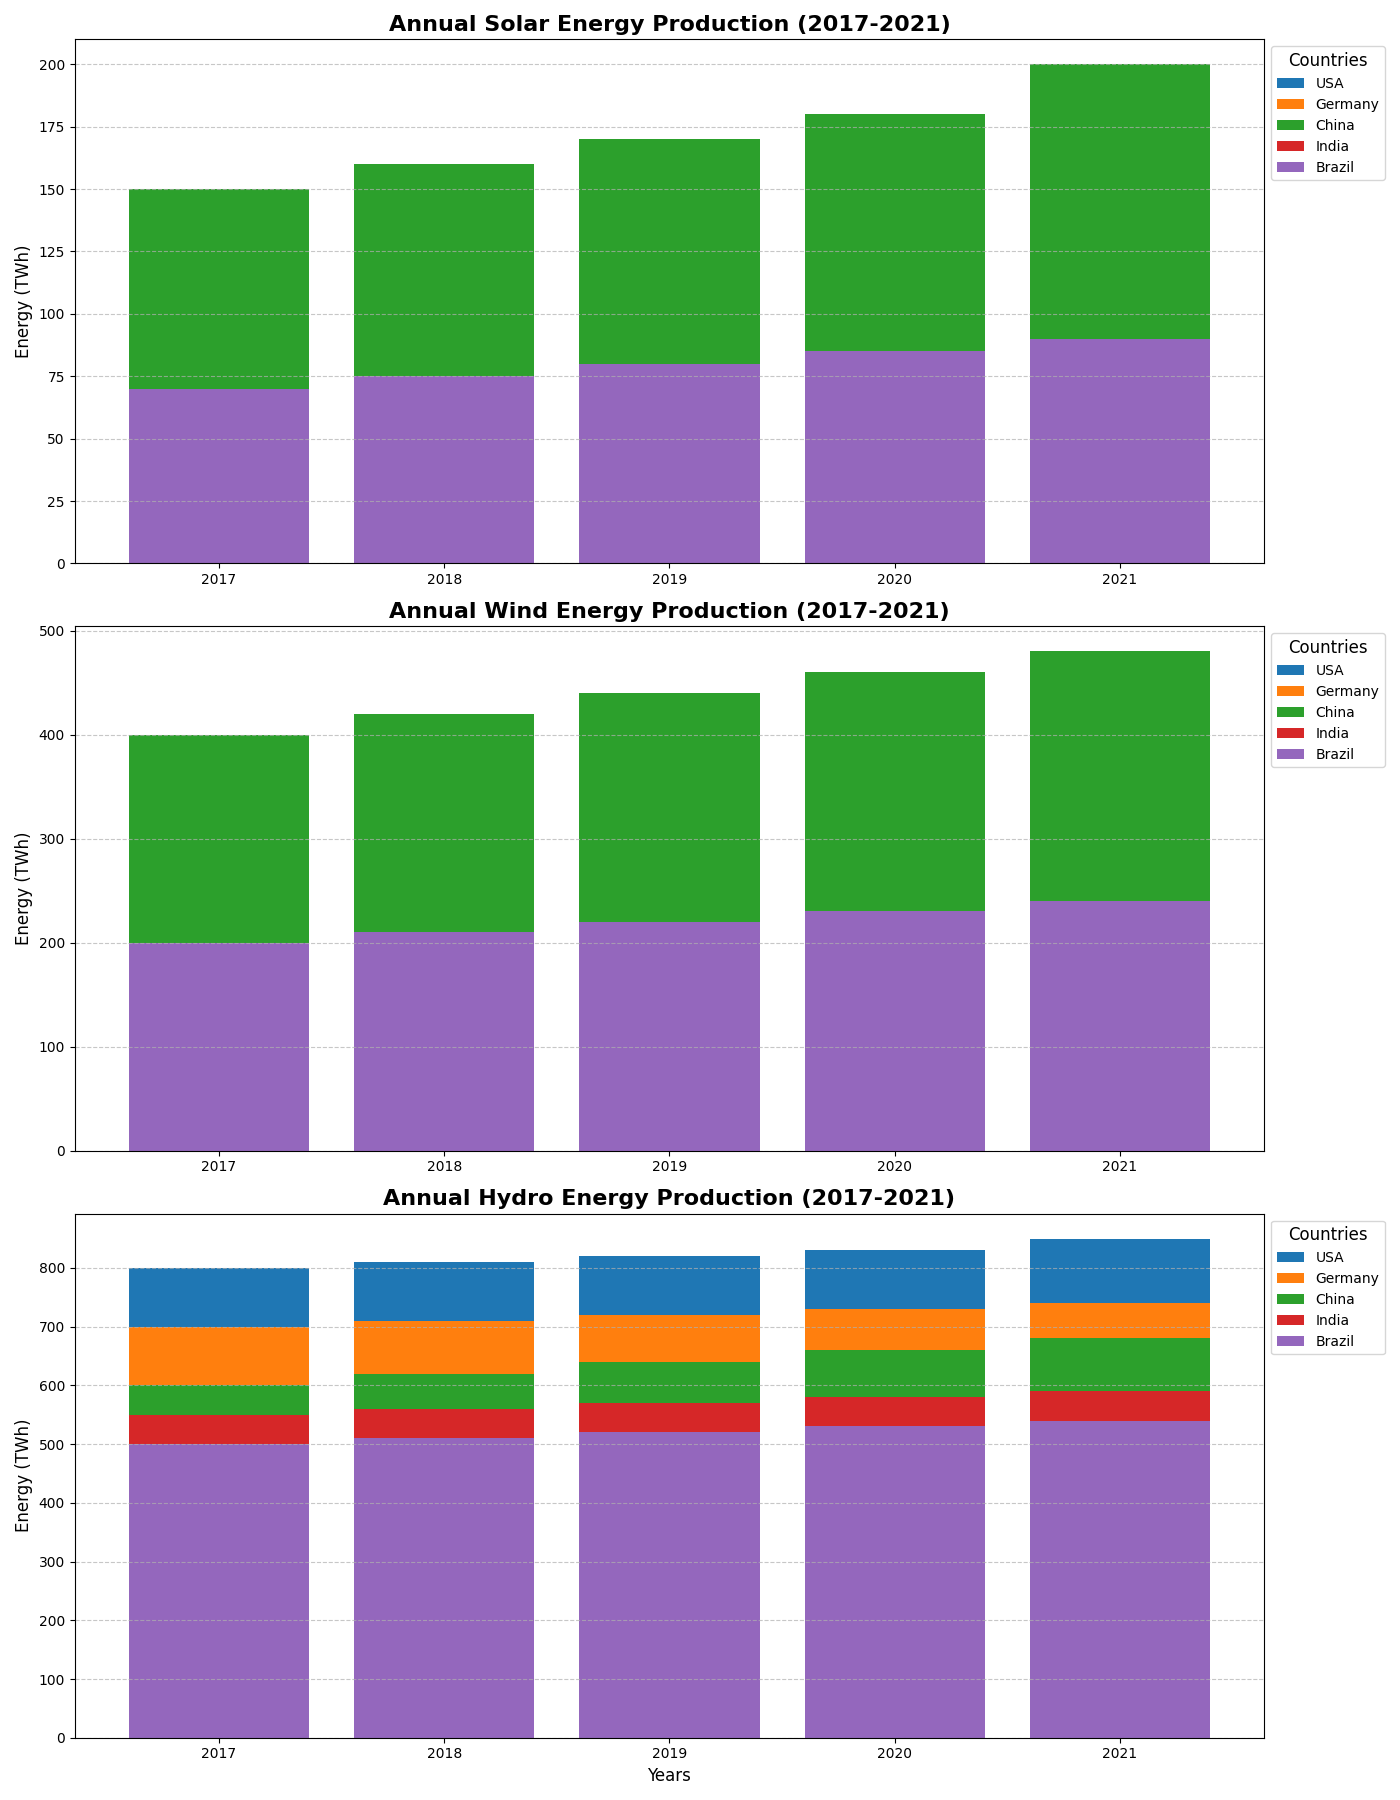 Annual Solar Energy Production (2017-2021)
Energy (TWh)
200
175
150
125
100
75
50
25
0
2017 2018 2019 2020 2021
Countries
USA
Germany
China
India
Brazil
Annual Wind Energy Production (2017-2021)
Energy (TWh)
500
400
300
200
100
0
2017 2018 2019 2020 2021
Countries
USA
Germany
China
India
Brazil
Annual Hydro Energy Production (2017-2021)
Energy (TWh)
800
700
600
500
400
300
200
100
0
2017 2018 2019 2020 2021
Years
Countries
USA
Germany
China
India
Brazil